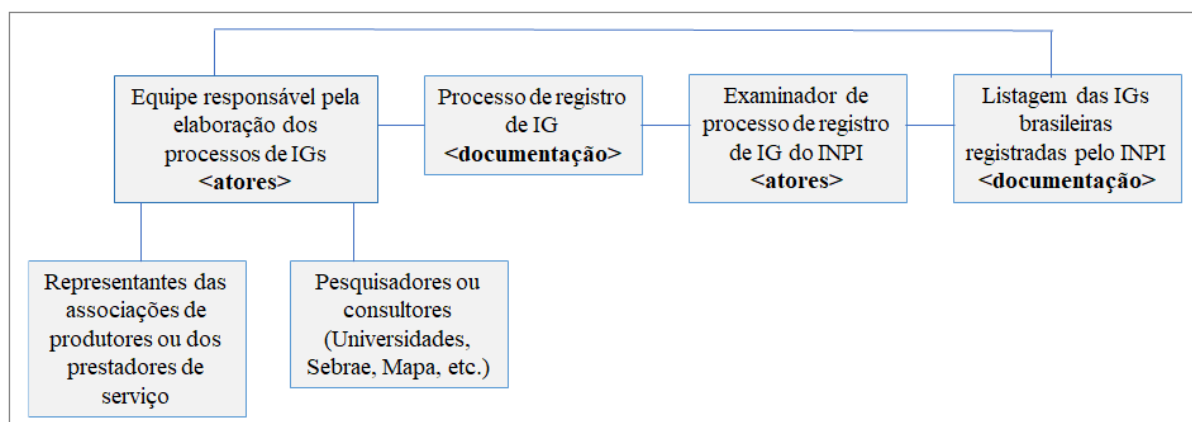 Equipe responsável pela
elaboração dos
processos de IGs
<atores>
Processo de registro
de IG
<documentação>
Examinador de
processo de registro
de IG do INPI
<atores>
Listagem das IGs
brasileiras
registradas pelo INPI
<documentação>
Representantes das
associações de
produtores ou dos
prestadores de
serviço
Pesquisadores ou
consultores
(Universidades,
Sebrae, Mapa, etc.)